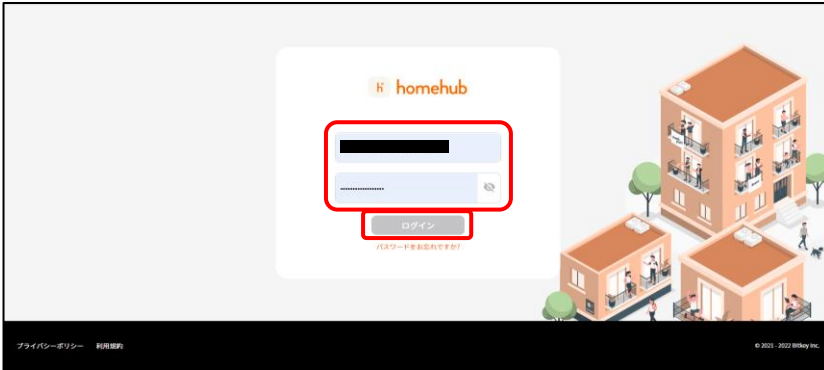 homehub
ログイン
パスワードをお忘れですか?
プライバシーポリシー 利用規約
© 2021 - 2022 Bitkey Inc.